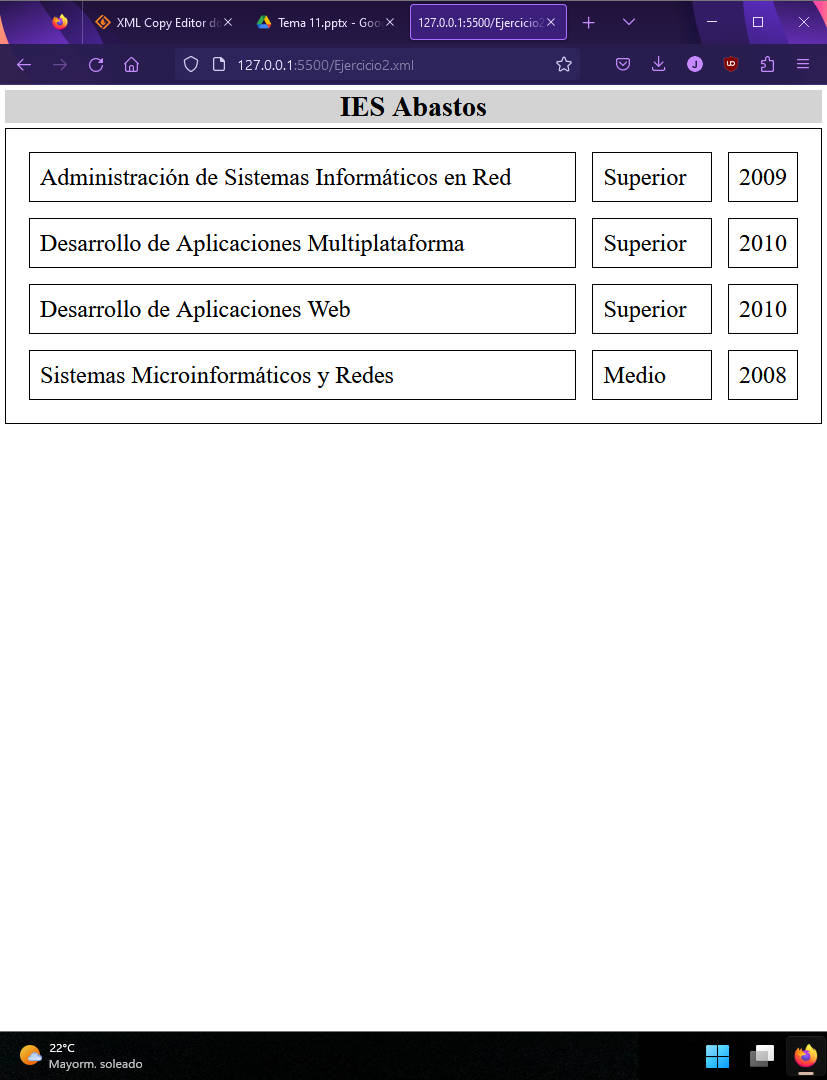 XML Copy Editor do
Tema 11.pptx - Goo
127.0.0.1:5500/Ejercicio2
127.0.0.1:5500/Ejercicio2.xml
J
UD
IES Abastos
Administración de Sistemas Informáticos en Red Superior 2009
Desarrollo de Aplicaciones Multiplataforma Superior 2010
Desarrollo de Aplicaciones Web Superior 2010
Sistemas Microinformáticos y Redes Medio 2008
22°C
Mayorm. soleado